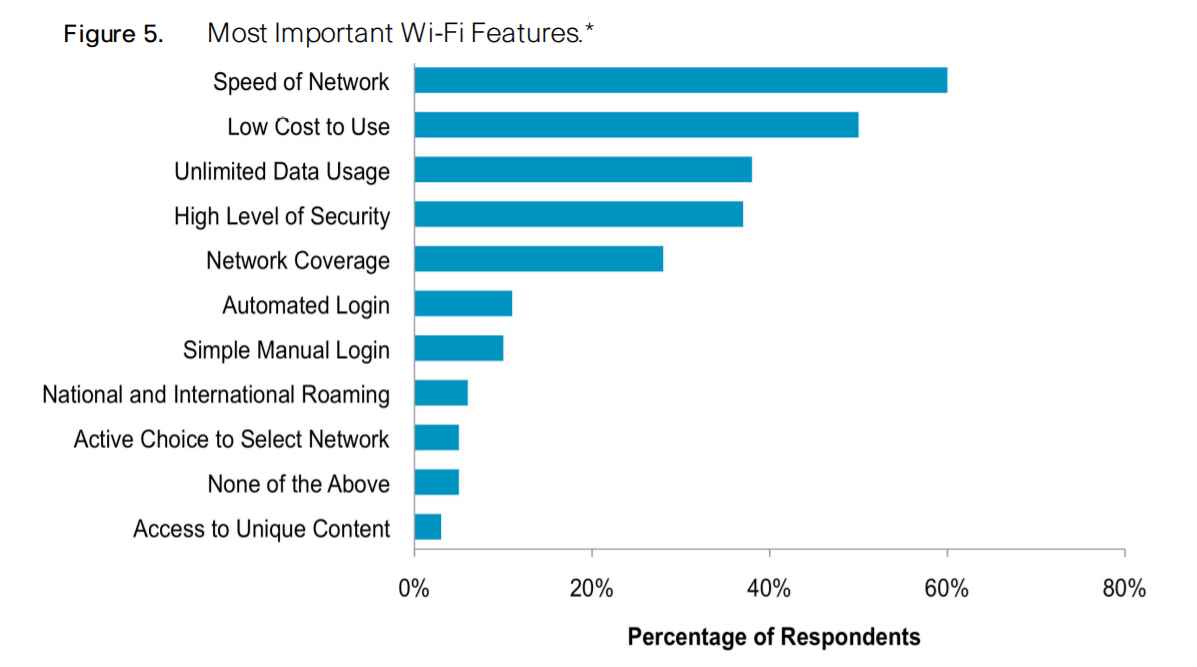 Figure 5. Most Important Wi-Fi Features.*
Speed of Network
Low Cost to Use
Unlimited Data Usage
High Level of Security
Network Coverage
Automated Login
Simple Manual Login
National and International Roaming
Active Choice to Select Network
None of the Above
Access to Unique Content
0% 20% 40% 60% 80%
Percentage of Respondents